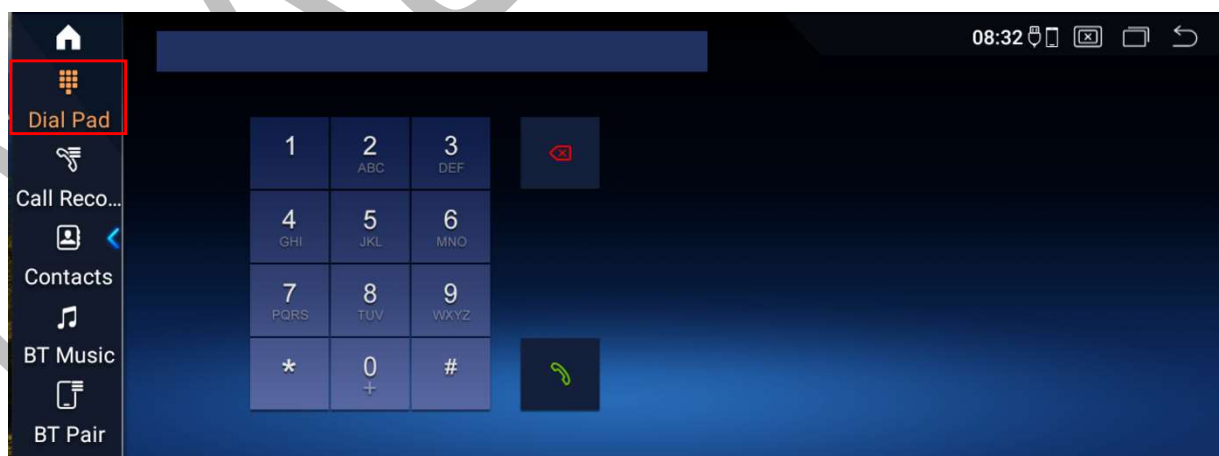 08:32
Dial Pad
Call Reco...
Contacts
BT Music
BT Pair
1
2
ABC
3
DEF
4
GHI
5
JKL
6
MNO
7
PQRS
8
TUV
9
WXYZ
*
0
+
#